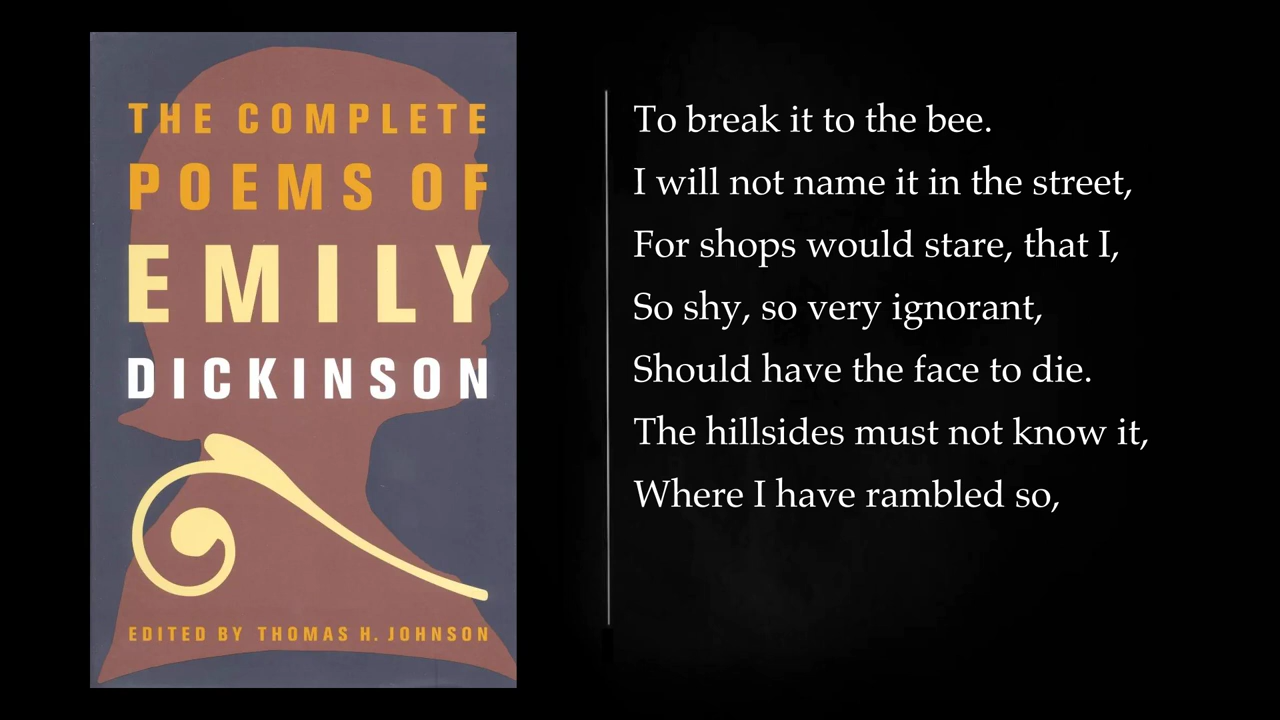 THE COMPLETE
POEMS OF
EMILY
DICKINSON
EDITED BY THOMAS H. JOHNSON
To break it to the bee.
I will not name it in the street,
For shops would stare, that I,
So shy, so very ignorant,
Should have the face to die.
The hillsides must not know it,
Where I have rambled so,